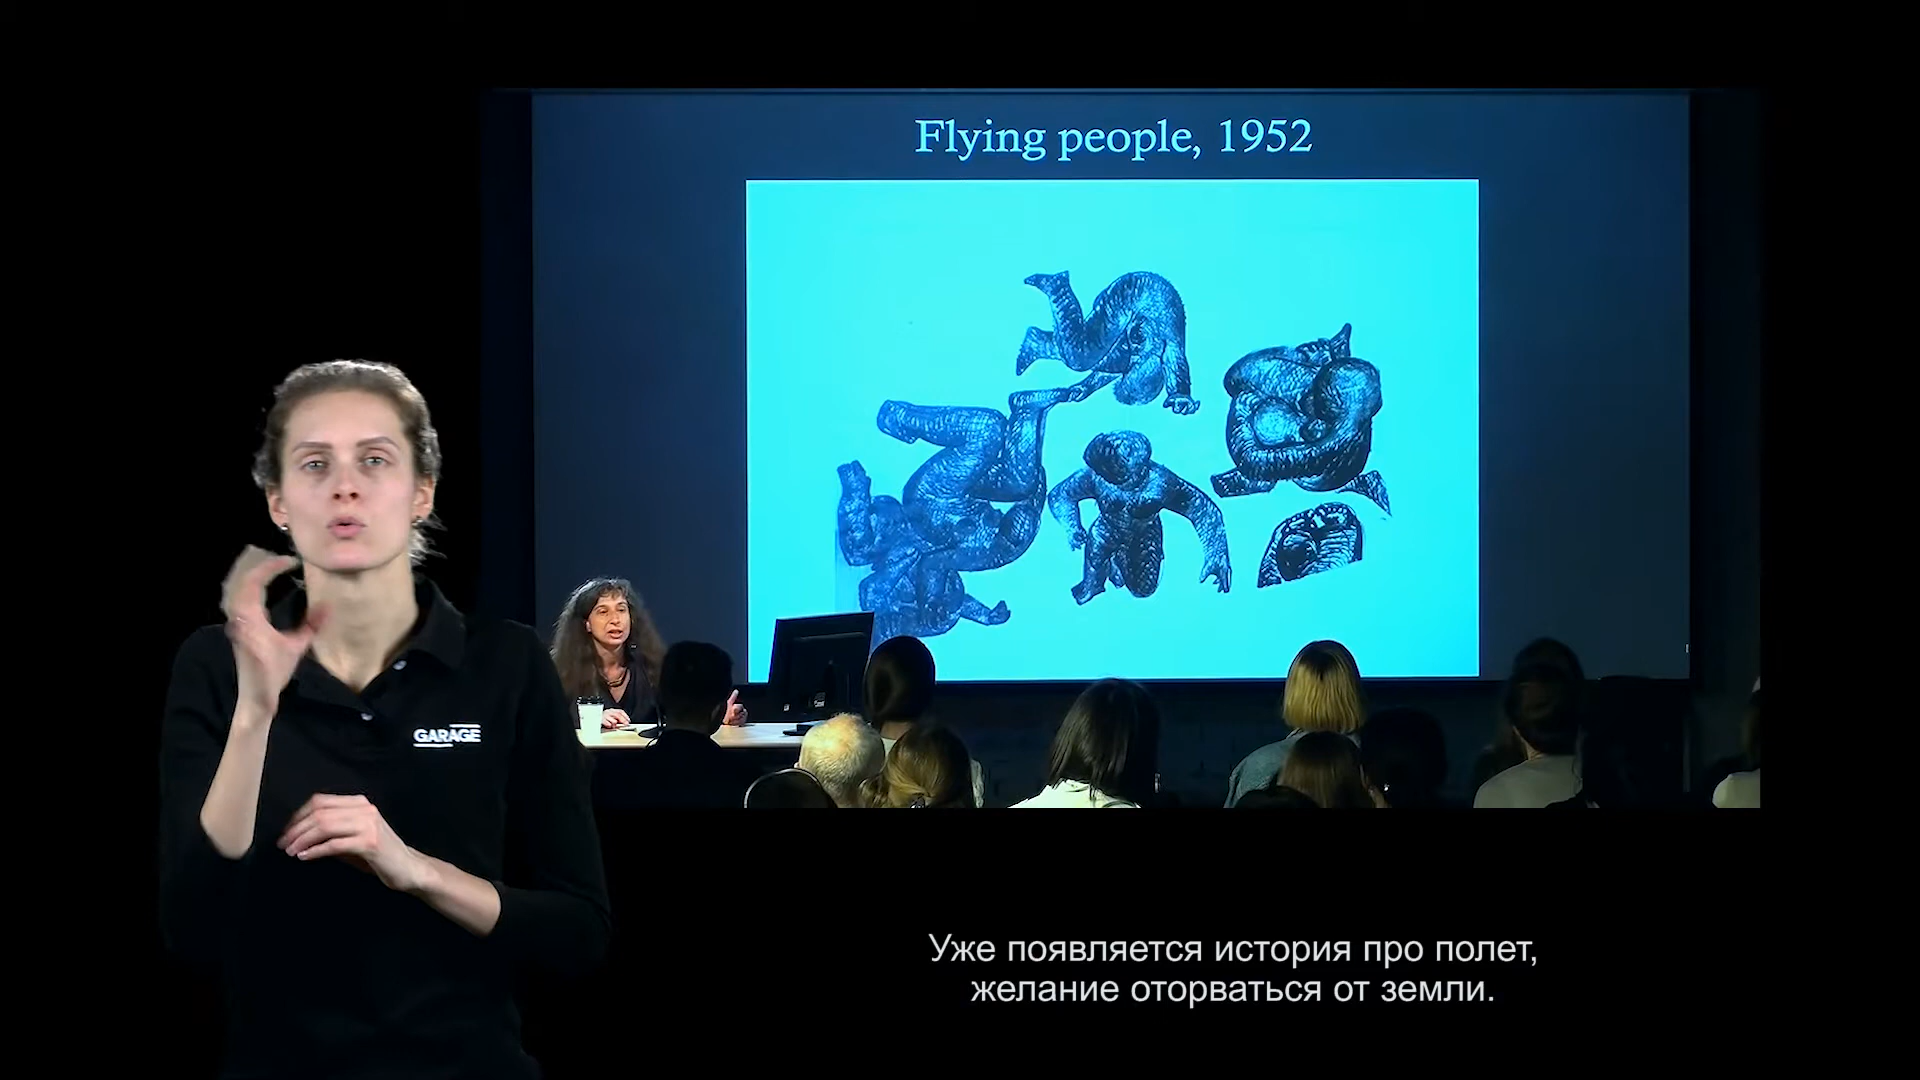 Flying people, 1952
GARAGE
Уже появляется история про полет,
желание оторваться от земли.